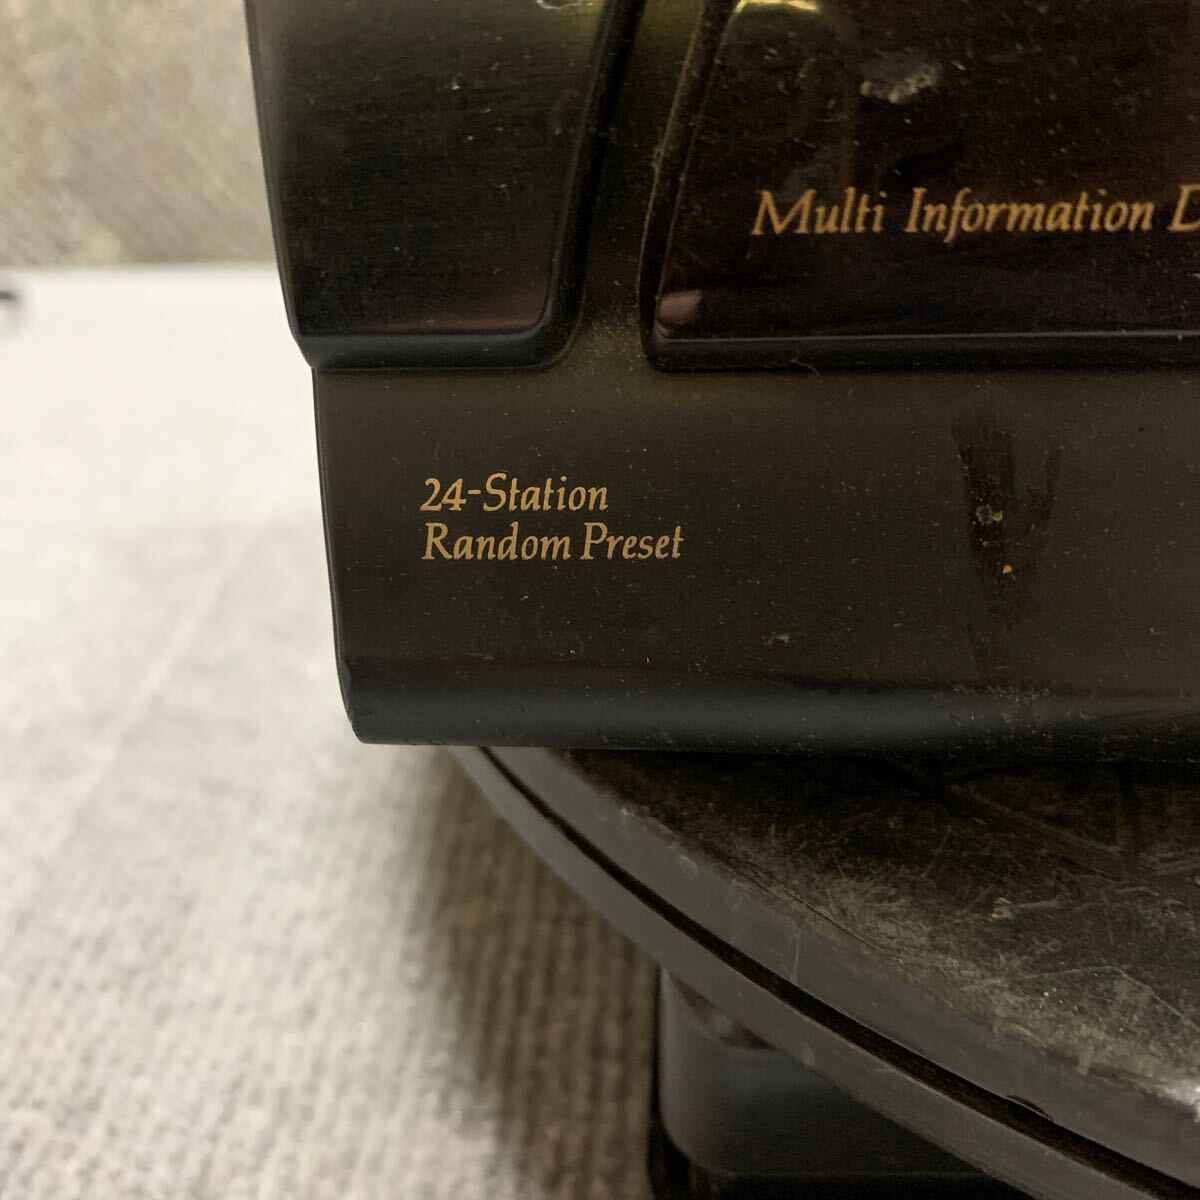 Multi Information
24-Station
Random Preset